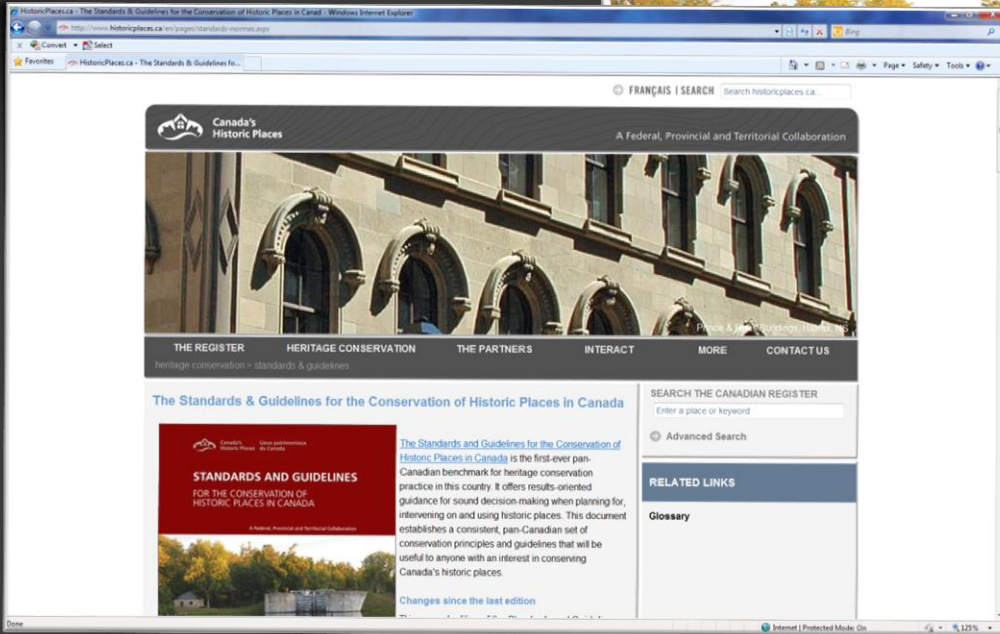 HistoricPlaces.ca - The Standards & Guidelines for the Conservation of Historic Places in Canad - Windows Internet Explorer
http://www.historicplaces.ca/en/pages/standards-normes.aspx
Bing
X Convert Select
Favorites HistoricPlaces.ca - The Standards & Guidelines fo...
Page Safety Tools
FRANÇAIS | SEARCH Search historicplaces.ca...
Canada's
Historic Places
A Federal, Provincial and Territorial Collaboration
THE REGISTER HERITAGE CONSERVATION THE PARTNERS INTERACT MORE CONTACT US
heritage conservation > standards & guidelines
The Standards & Guidelines for the Conservation of Historic Places in Canada
Canada's Lieux patrimoniaux
Historic Places du Canada
STANDARDS AND GUIDELINES
FOR THE CONSERVATION OF
HISTORIC PLACES IN CANADA
A Federal, Provincial and Territorial Collaboration
The Standards and Guidelines for the Conservation of
Historic Places in Canada is the first-ever pan-
Canadian benchmark for heritage conservation
practice in this country. It offers results-oriented
guidance for sound decision-making when planning for,
intervening on and using historic places. This document
establishes a consistent, pan-Canadian set of
conservation principles and guidelines that will be
useful to anyone with an interest in conserving
Canada's historic places.
Changes since the last edition
SEARCH THE CANADIAN REGISTER
Enter a place or keyword
Advanced Search
RELATED LINKS
Glossary
Done
Internet | Protected Mode: On
125%